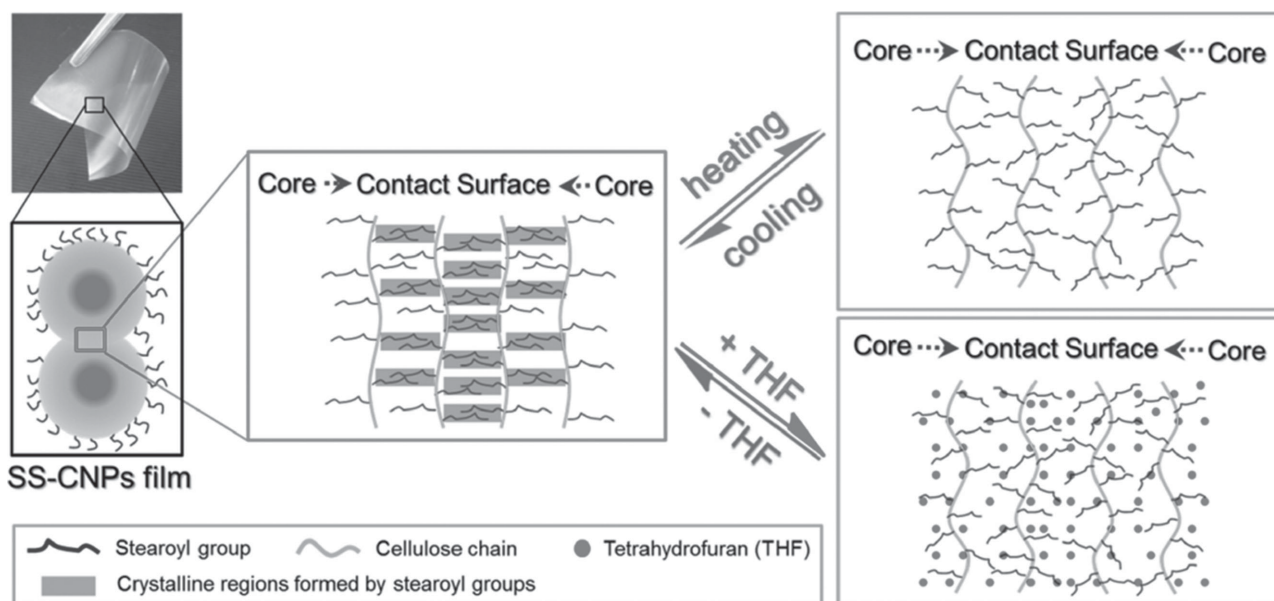 Core Contact Surface Core
heating
cooling
Core Contact Surface Core
+ THF
- THF
Core Contact Surface Core
SS-CNPs film
Stearoyl group Cellulose chain Tetrahydrofuran (THF)
Crystalline regions formed by stearoyl groups